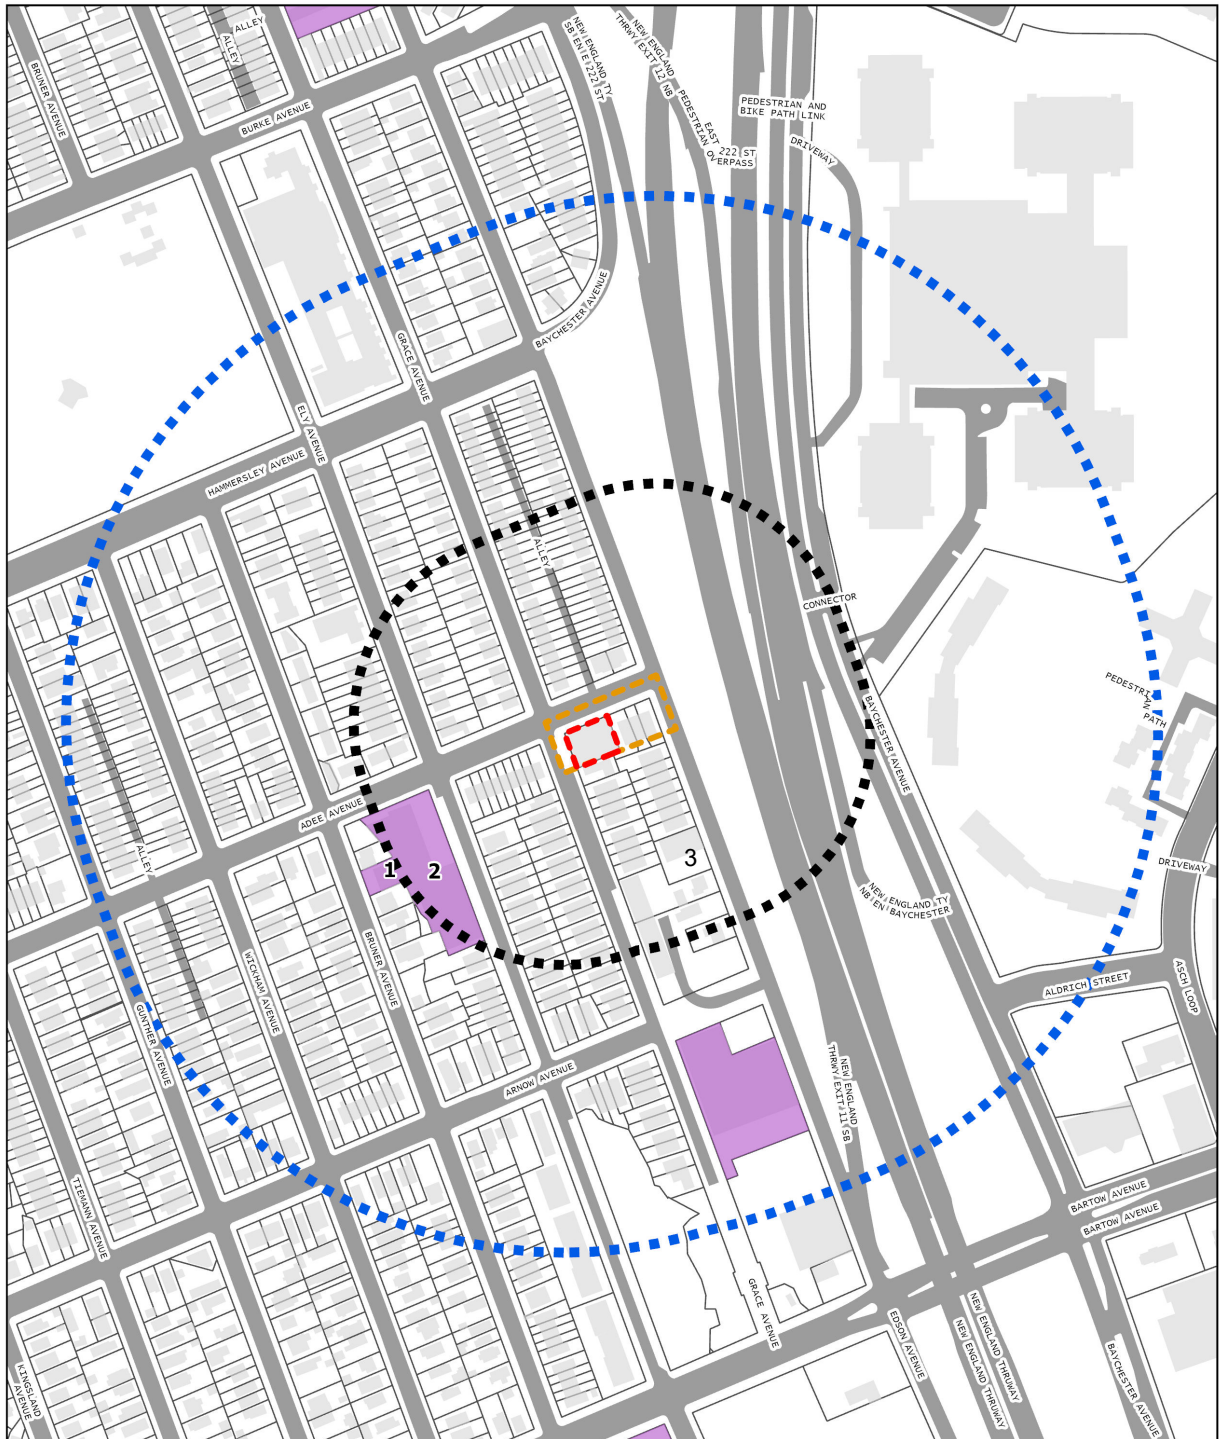 ALLEY
ALLEY
BRUNER AVENUE
BURKE AVENUE
NEW ENGLAND TY
SB EN E 222 ST
NEW ENGLAND
THRWY EXIT 12 NB
PEDESTRIAN AND
BIKE PATH LINK
EAST 222 ST
PEDESTRIAN OVERPASS
DRIVEWAY
BAYCHESTER AVENUE
GRACE AVENUE
ELY AVENUE
HAMMERSLEY AVENUE
ALLEY
CONNECTOR
PEDESTRIAN
PATH
BAYCHESTER AVENUE
ADEE AVENUE
ALLEY
1
2
3
DRIVEWAY
NEW ENGLAND TY
NB EN BAYCHESTER
BRUNER AVENUE
WICKHAM AVENUE
GUNTHER AVENUE
ALDRICH STREET
ASCH LOOP
ARNOW AVENUE
NEW ENGLAND
THRWY EXIT 11 SB
TIEMANN AVENUE
BARTOW AVENUE
BARTOW AVENUE
GRACE AVENUE
EDSON AVENUE
NEW ENGLAND THRUWAY
NEW ENGLAND THRUWAY
BAYCHESTER AVENUE
KINGSLAND
AVENUE